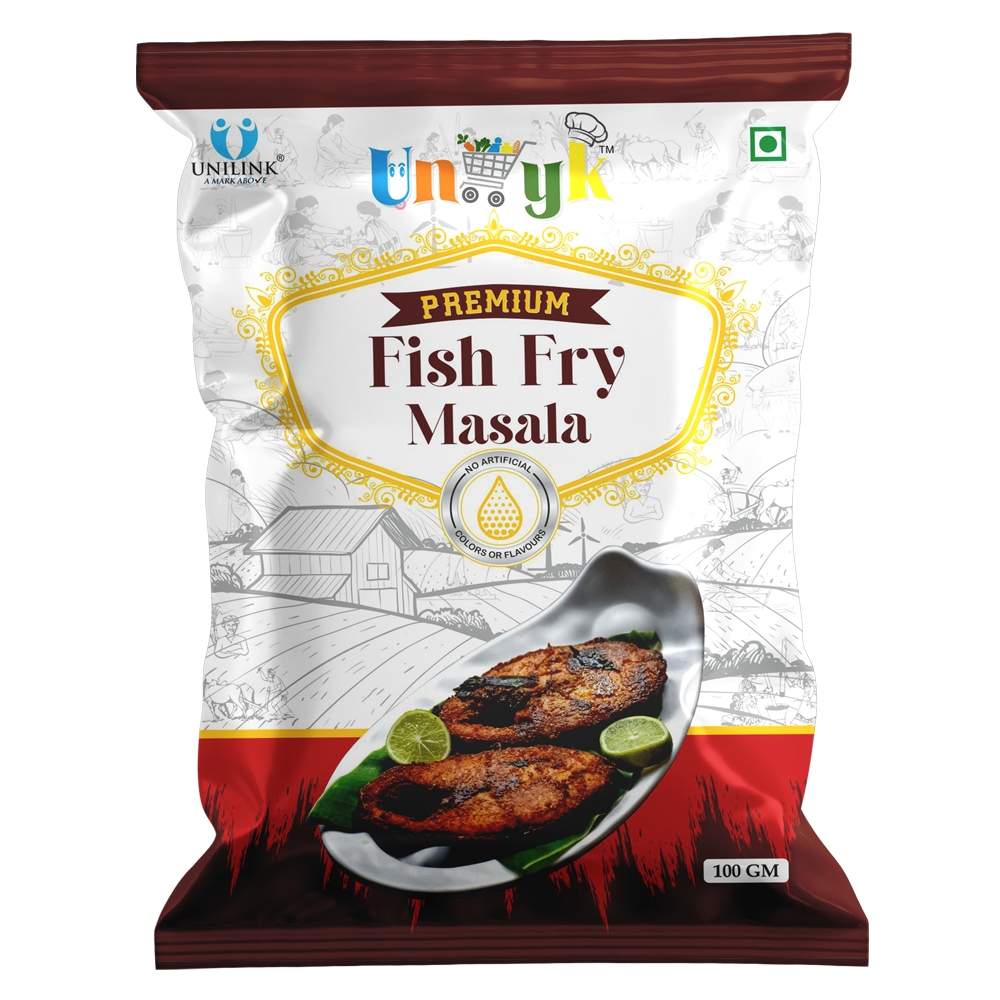 UNILINK®
A MARK ABOVE
Unyk™
PREMIUM
Fish Fry
Masala
NO ARTIFICIAL
COLORS OR FLAVOURS
100 GM